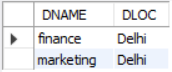 DNAME DLOC
finance Delhi
marketing Delhi